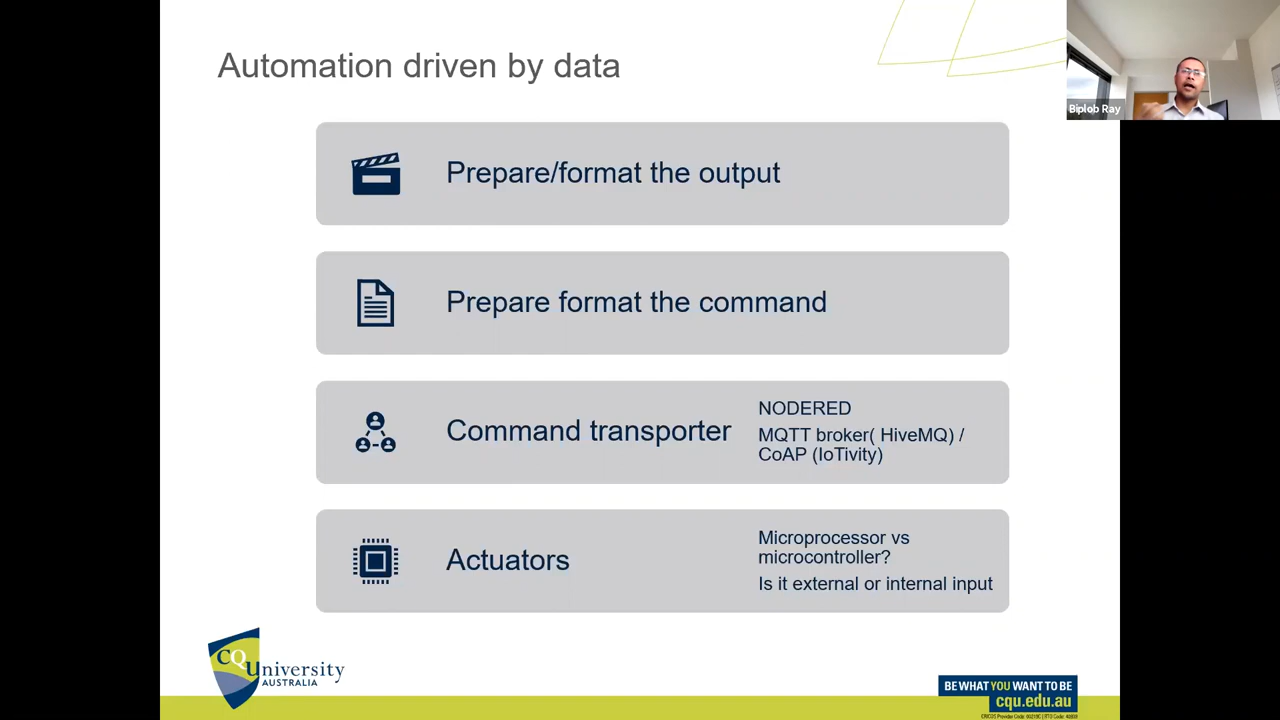 Automation driven by data
Biplob Ray
Prepare/format the output
Prepare format the command
Command transporter
NODERED
MQTT broker( HiveMQ) /
CoAP (IoTivity)
Actuators
Microprocessor vs
microcontroller?
Is it external or internal input
CQUniversity
AUSTRALIA
BE WHAT YOU WANT TO BE
cqu.edu.au